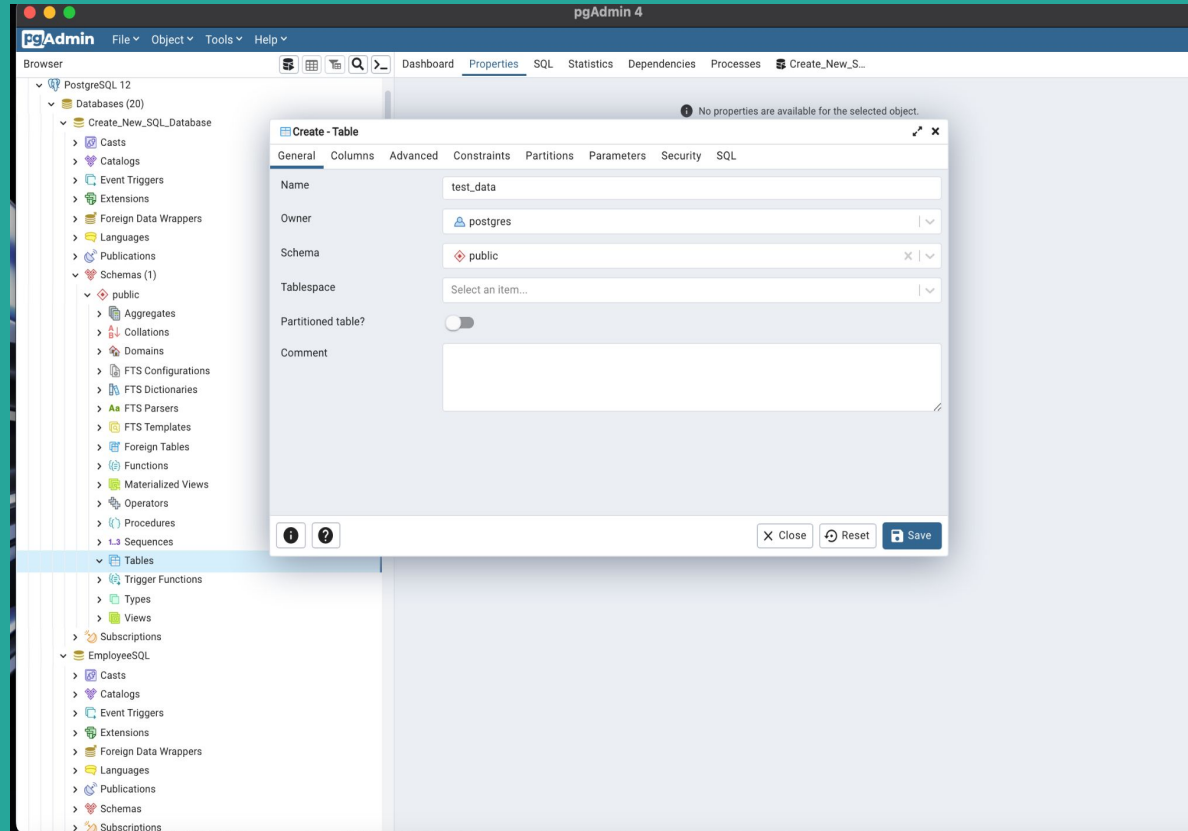 pgAdmin 4
pgAdmin File Object Tools Help
Browser
Dashboard Properties SQL Statistics Dependencies Processes Create_New_S...
PostgreSQL 12
Databases (20)
Create_New_SQL_Database
Casts
Catalogs
Event Triggers
Extensions
Foreign Data Wrappers
Languages
Publications
Schemas (1)
public
Aggregates
Collations
Domains
FTS Configurations
FTS Dictionaries
Aa FTS Parsers
FTS Templates
Foreign Tables
Functions
Materialized Views
Operators
Procedures
1..3 Sequences
Tables
Trigger Functions
Types
Views
Subscriptions
EmployeeSQL
Casts
Catalogs
Event Triggers
Extensions
Foreign Data Wrappers
Languages
Publications
Schemas
Subscriptions
No properties are available for the selected object.
Create - Table
General Columns Advanced Constraints Partitions Parameters Security SQL
Name test_data
Owner postgres
Schema public
Tablespace Select an item...
Partitioned table?
Comment
Close Reset Save